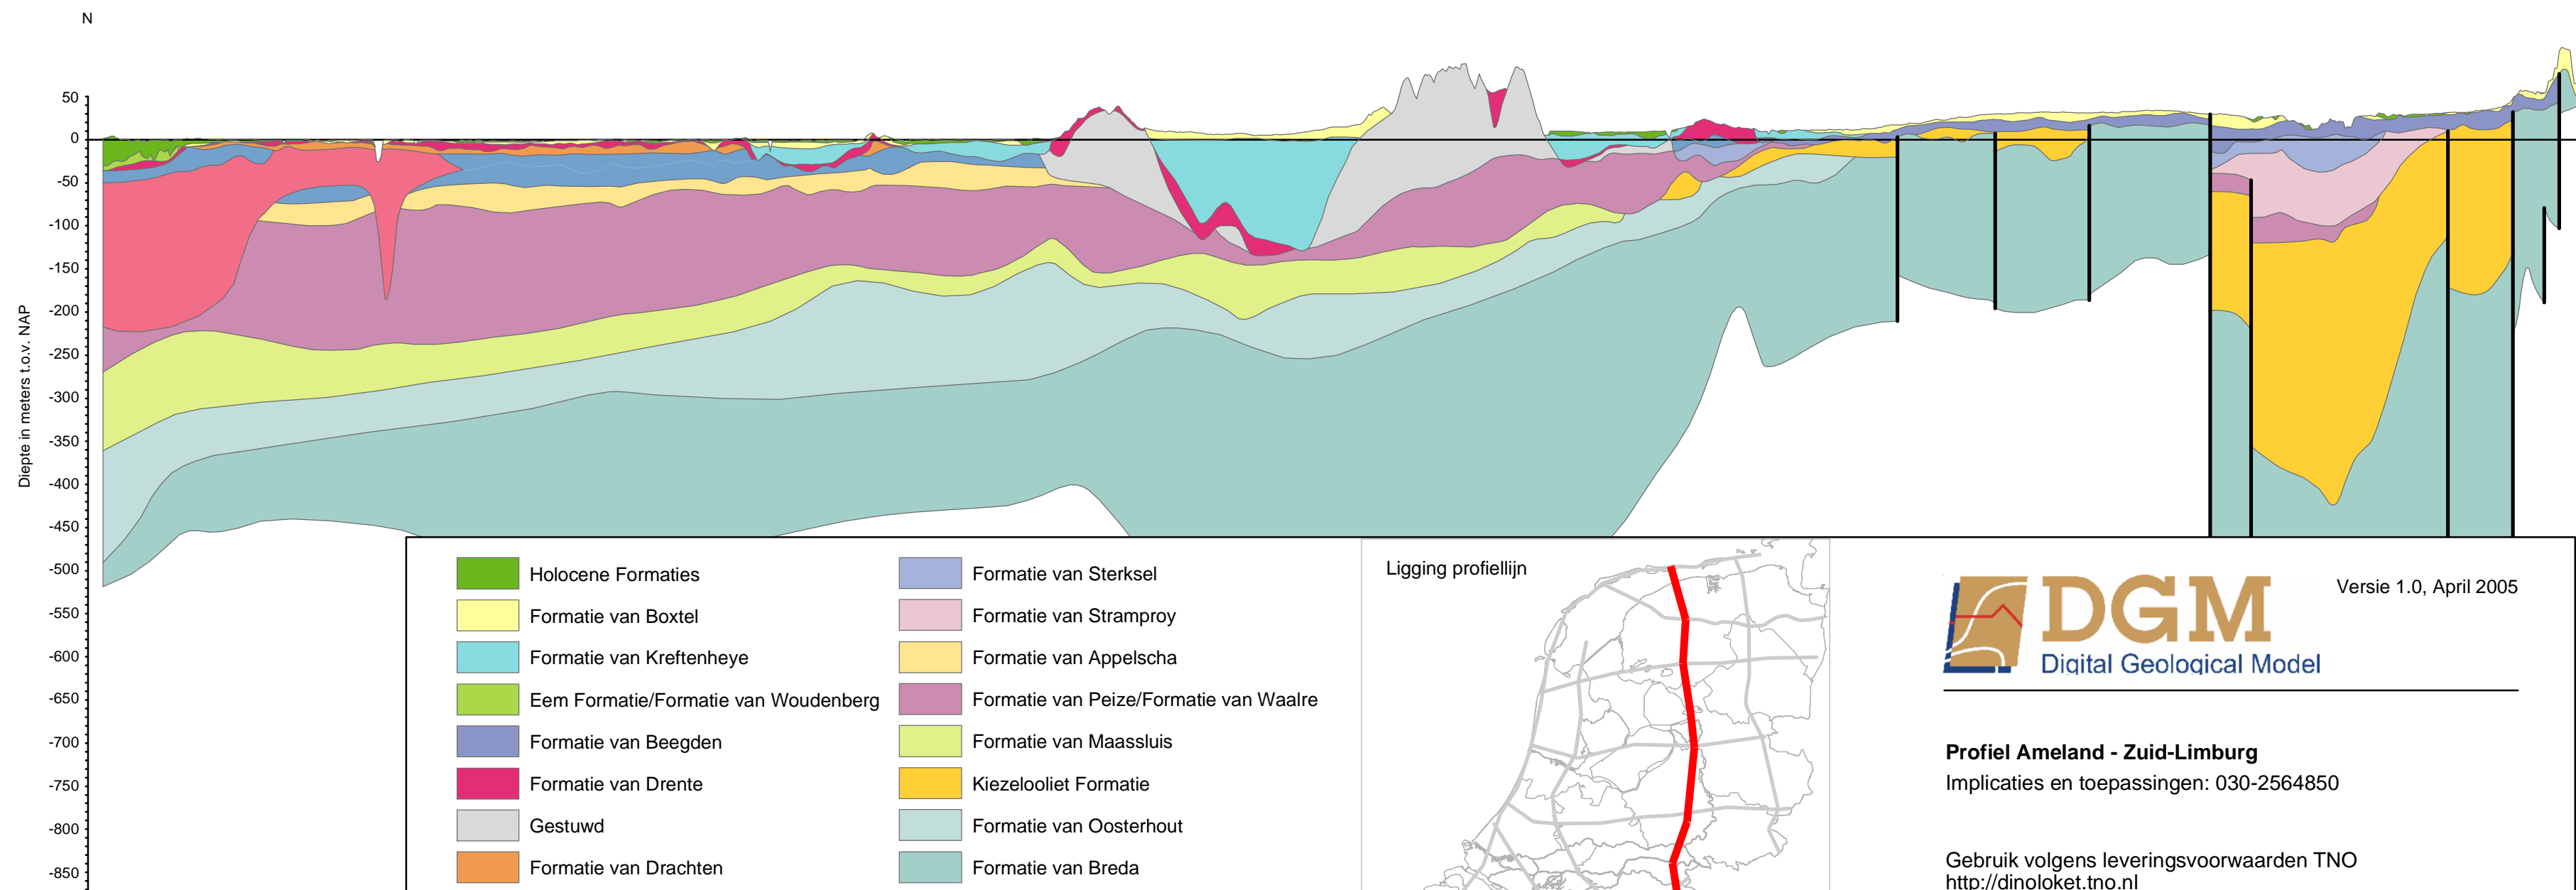 N
Diepte in meters t.o.v. NAP
50
0
-50
-100
-150
-200
-250
-300
-350
-400
-450
-500
-550
-600
-650
-700
-750
-800
-850
Holocene Formaties
Formatie van Boxtel
Formatie van Kreftenheye
Eem Formatie/Formatie van Woudenberg
Formatie van Beegden
Formatie van Drente
Gestuwd
Formatie van Drachten
Formatie van Sterksel
Formatie van Stramproy
Formatie van Appelscha
Formatie van Peize/Formatie van Waalre
Formatie van Maassluis
Kiezelooliet Formatie
Formatie van Oosterhout
Formatie van Breda
Ligging profiellijn
DGM
Digital Geological Model
Versie 1.0, April 2005
Profiel Ameland - Zuid-Limburg
Implicaties en toepassingen: 030-2564850
Gebruik volgens leveringsvoorwaarden TNO
http://dinoloket.tno.nl